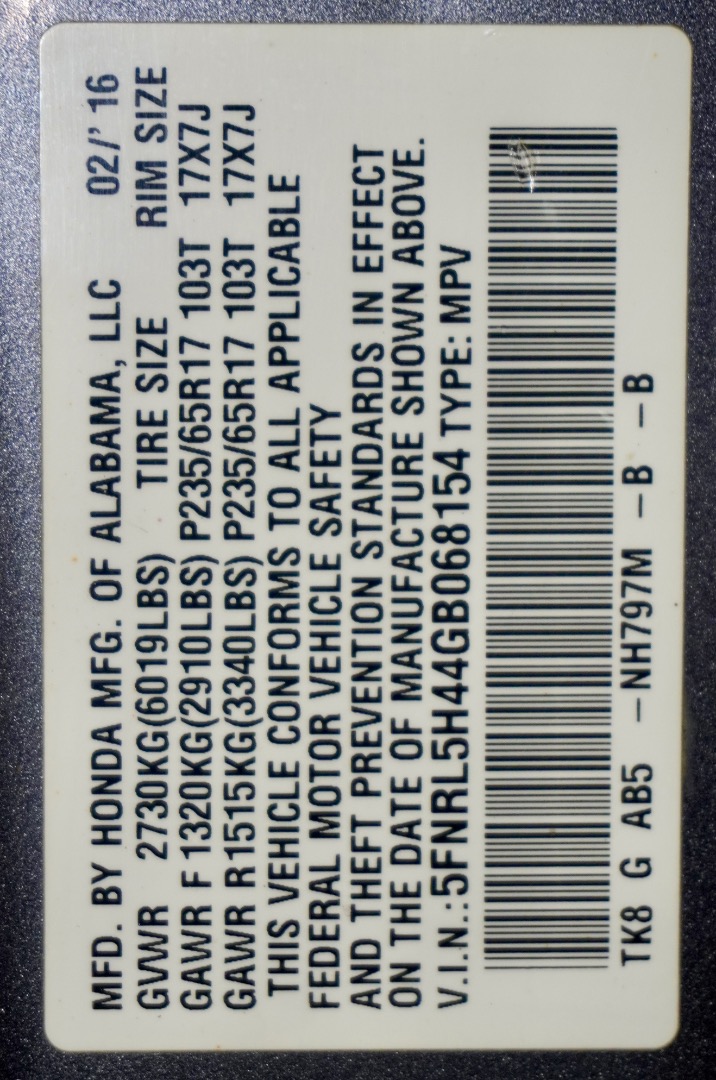 MFD. BY HONDA MFG. OF ALABAMA, LLC 02/' 16
GVWR 2730KG(6019LBS) TIRE SIZE RIM SIZE
GAWR F 1320KG(2910LBS) P235/65R17 103T 17X7J
GAWR R1515KG(3340LBS) P235/65R17 103T 17X7J
THIS VEHICLE CONFORMS TO ALL APPLICABLE
FEDERAL MOTOR VEHICLE SAFETY
AND THEFT PREVENTION STANDARDS IN EFFECT
ON THE DATE OF MANUFACTURE SHOWN ABOVE.
V.I.N.:5FNRL5H44GB068154 TYPE: MPV
TK8 G AB5 –NH797M –B –B